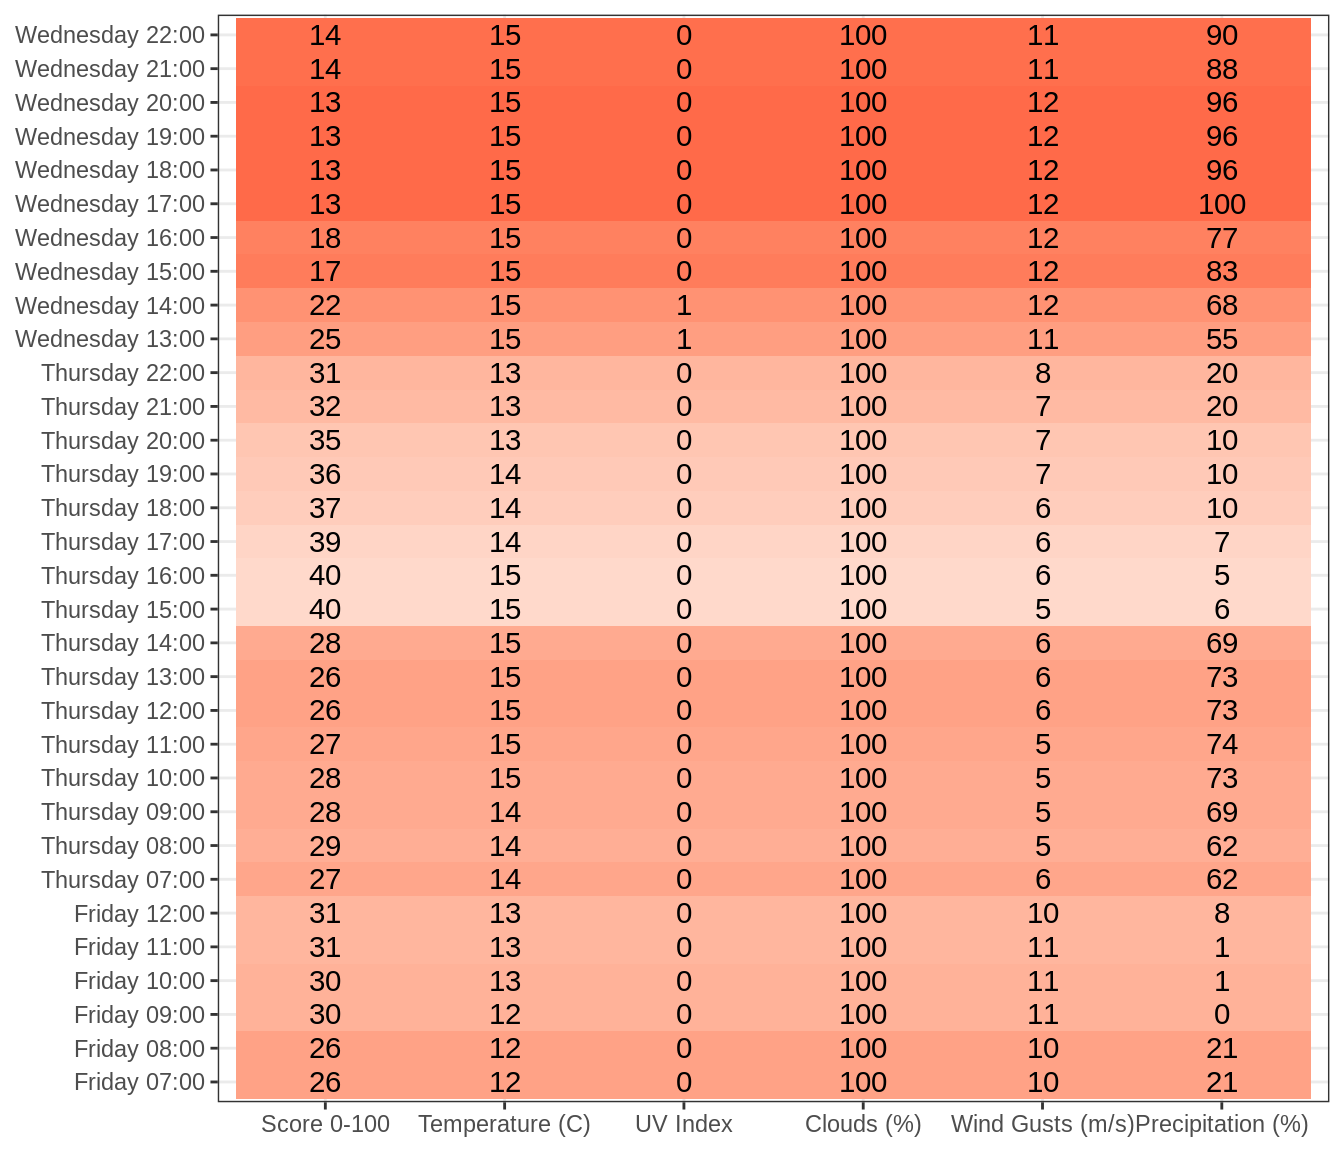 Wednesday 22:00 14 15 0 100 11 90
Wednesday 21:00 14 15 0 100 11 88
Wednesday 20:00 13 15 0 100 12 96
Wednesday 19:00 13 15 0 100 12 96
Wednesday 18:00 13 15 0 100 12 96
Wednesday 17:00 13 15 0 100 12 100
Wednesday 16:00 18 15 0 100 12 77
Wednesday 15:00 17 15 0 100 12 83
Wednesday 14:00 22 15 1 100 12 68
Wednesday 13:00 25 15 1 100 11 55
Thursday 22:00 31 13 0 100 8 20
Thursday 21:00 32 13 0 100 7 20
Thursday 20:00 35 13 0 100 7 10
Thursday 19:00 36 14 0 100 7 10
Thursday 18:00 37 14 0 100 6 10
Thursday 17:00 39 14 0 100 6 7
Thursday 16:00 40 15 0 100 6 5
Thursday 15:00 40 15 0 100 5 6
Thursday 14:00 28 15 0 100 6 69
Thursday 13:00 26 15 0 100 6 73
Thursday 12:00 26 15 0 100 6 73
Thursday 11:00 27 15 0 100 5 74
Thursday 10:00 28 15 0 100 5 73
Thursday 09:00 28 14 0 100 5 69
Thursday 08:00 29 14 0 100 5 62
Thursday 07:00 27 14 0 100 6 62
Friday 12:00 31 13 0 100 10 8
Friday 11:00 31 13 0 100 11 1
Friday 10:00 30 13 0 100 11 1
Friday 09:00 30 12 0 100 11 0
Friday 08:00 26 12 0 100 10 21
Friday 07:00 26 12 0 100 10 21
Score 0-100 Temperature (C) UV Index Clouds (%) Wind Gusts (m/s) Precipitation (%)